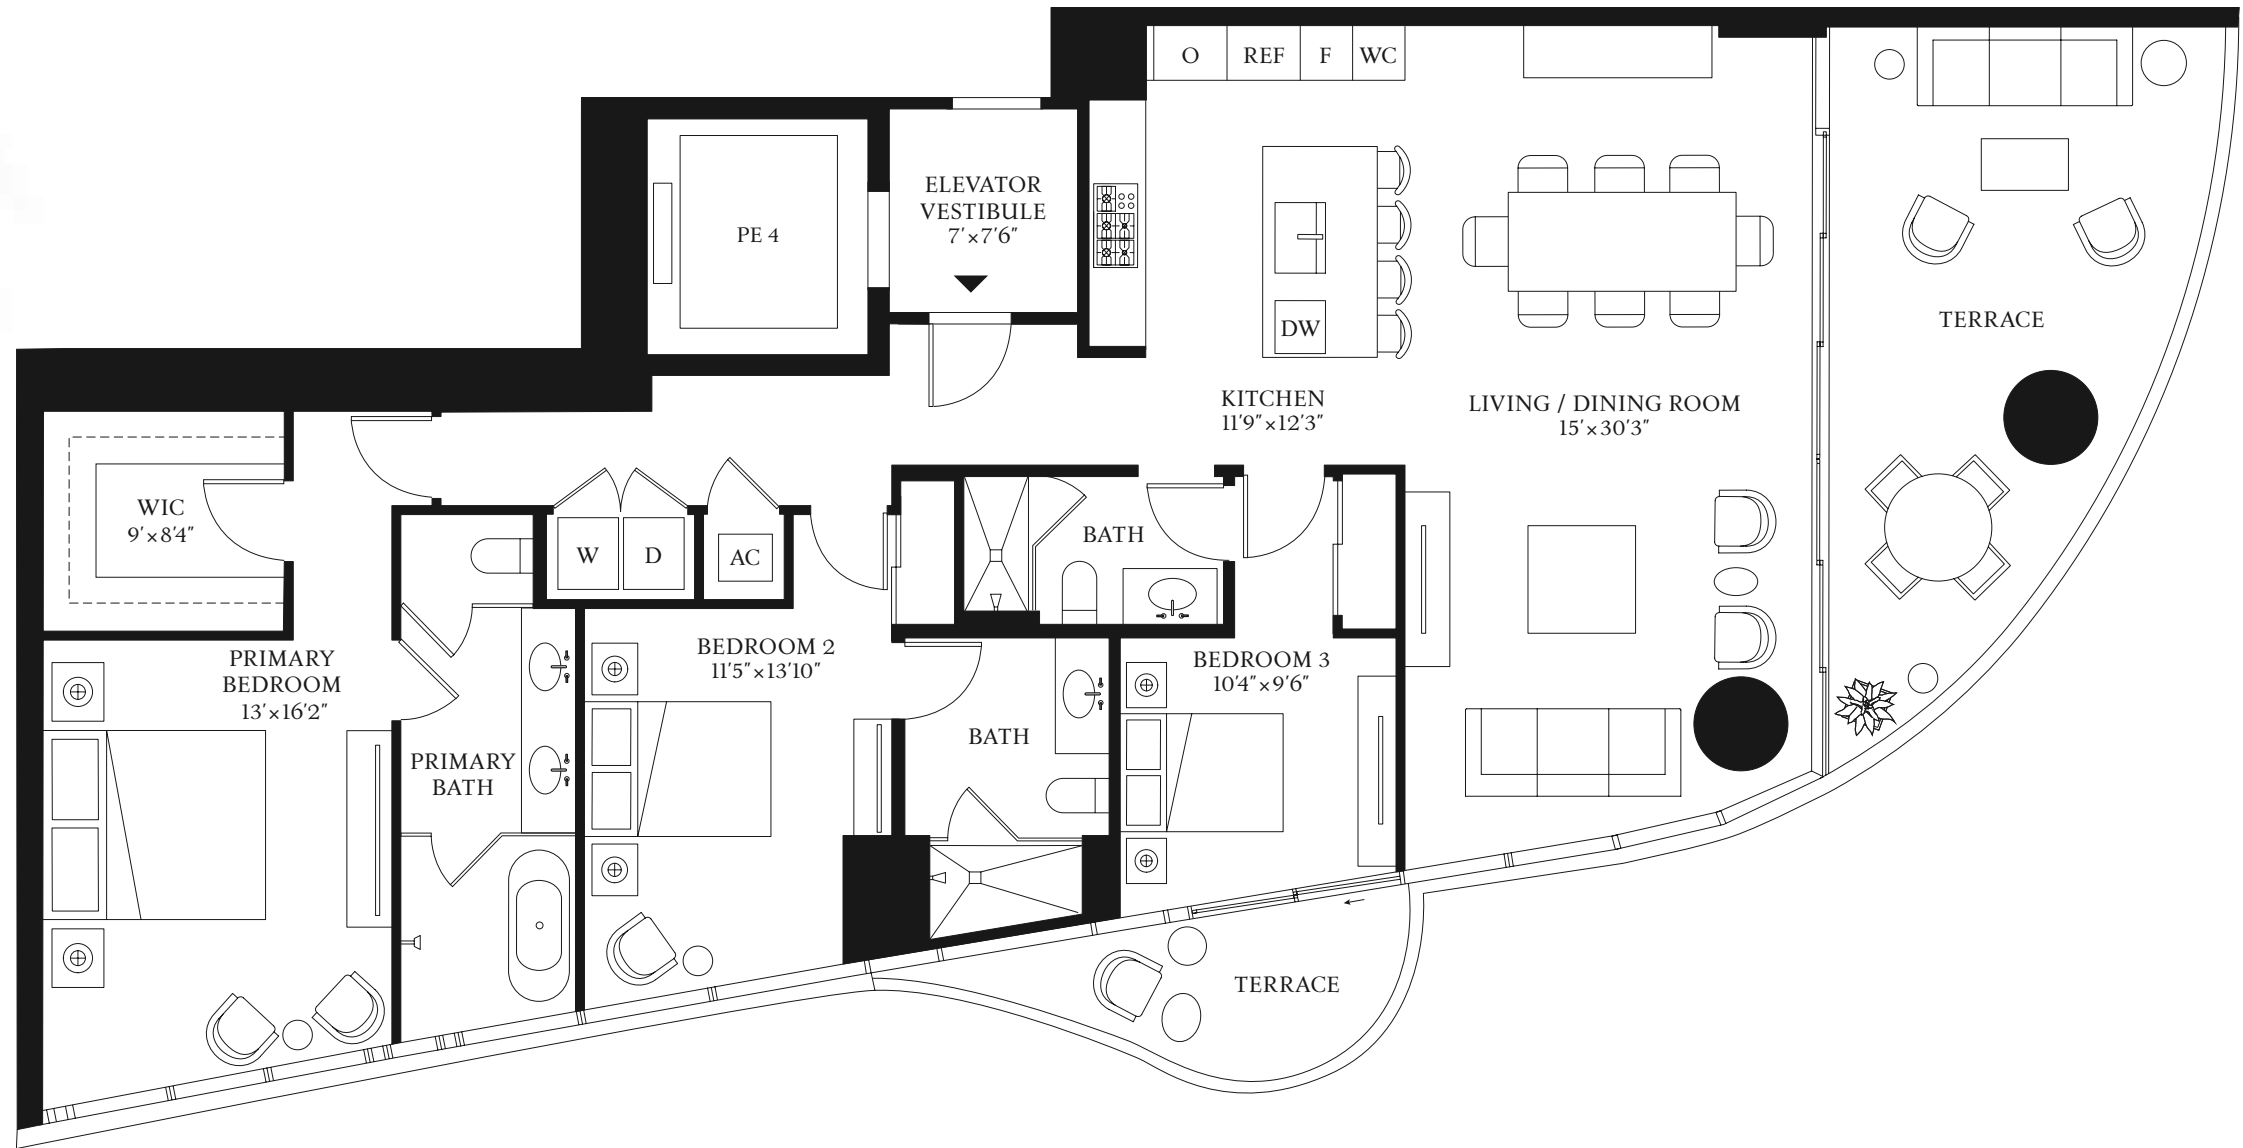 O
REF
F
WC
ELEVATOR
VESTIBULE
7'×7'6"
PE 4
TERRACE
DW
KITCHEN
11'9"×12'3"
LIVING / DINING ROOM
15'×30'3"
WIC
9'×8'4"
W
D
AC
BATH
PRIMARY
BEDROOM
13'×16'2"
BEDROOM 2
11'5"×13'10"
BEDROOM 3
10'4"×9'6"
BATH
PRIMARY
BATH
TERRACE